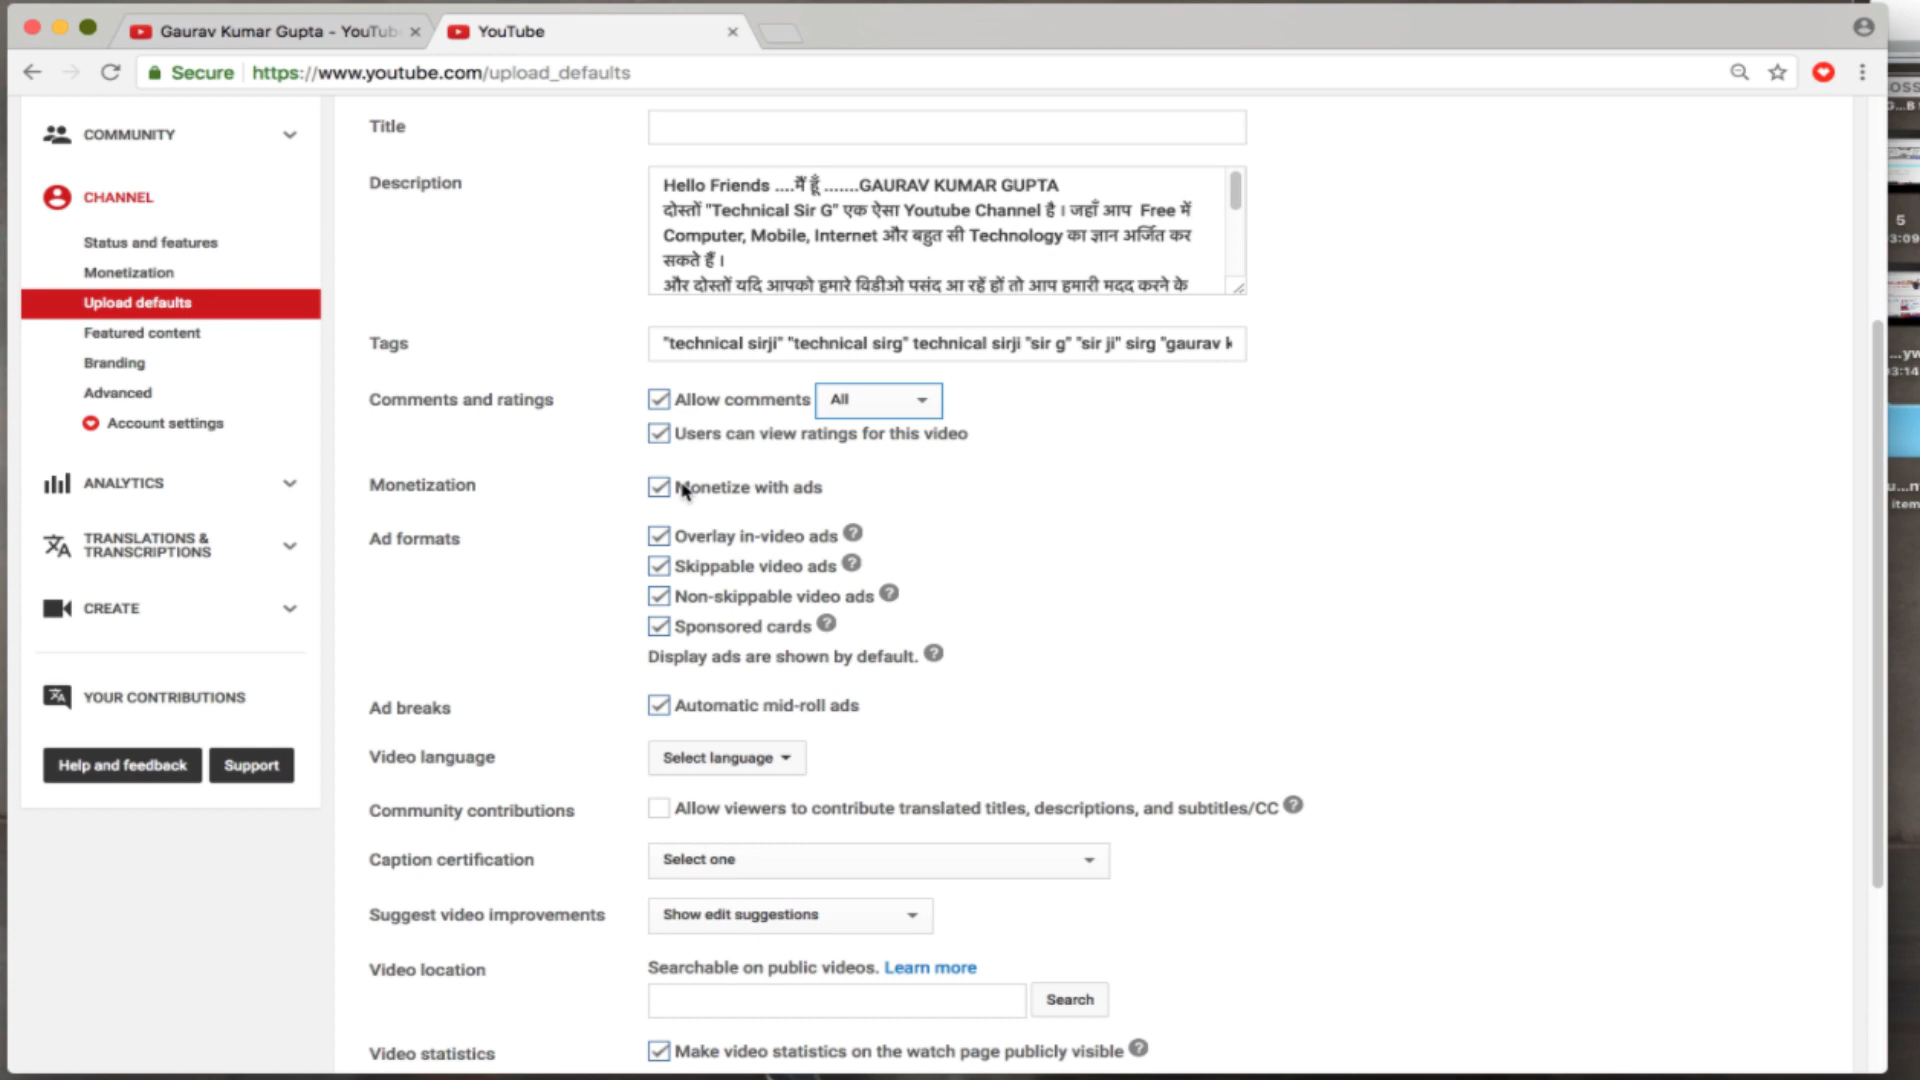 Gaurav Kumar Gupta - YouTub
YouTube
Secure
https://www.youtube.com/upload_defaults
COMMUNITY
CHANNEL
Status and features
Monetization
Upload defaults
Featured content
Branding
Advanced
Account settings
ANALYTICS
TRANSLATIONS &
TRANSCRIPTIONS
CREATE
YOUR CONTRIBUTIONS
Help and feedback
Support
Title
Description
Hello Friends ....मैं हूँ .......GAURAV KUMAR GUPTA
दोस्तों "Technical Sir G" एक ऐसा Youtube Channel है । जहाँ आप Free में
Computer, Mobile, Internet और बहुत सी Technology का ज्ञान अर्जित कर
सकते हैं ।
और दोस्तों यदि आपको हमारे विडीओ पसंद आ रहें हों तो आप हमारी मदद करने के
Tags
"technical sirji" "technical sirg" technical sirji "sir g" "sir ji" sirg "gaurav k
Comments and ratings
Allow comments
All
Users can view ratings for this video
Monetization
Monetize with ads
Ad formats
Overlay in-video ads
Skippable video ads
Non-skippable video ads
Sponsored cards
Display ads are shown by default.
Ad breaks
Automatic mid-roll ads
Video language
Select language
Community contributions
Allow viewers to contribute translated titles, descriptions, and subtitles/CC
Caption certification
Select one
Suggest video improvements
Show edit suggestions
Video location
Searchable on public videos. Learn more
Search
Video statistics
Make video statistics on the watch page publicly visible
5
3:09
3:14
item